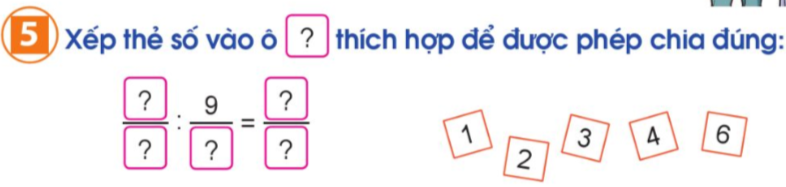 5 Xếp thẻ số vào ô ? thích hợp để được phép chia đúng:
? 9 ?
: =
? ? ?
1 2 3 4 6